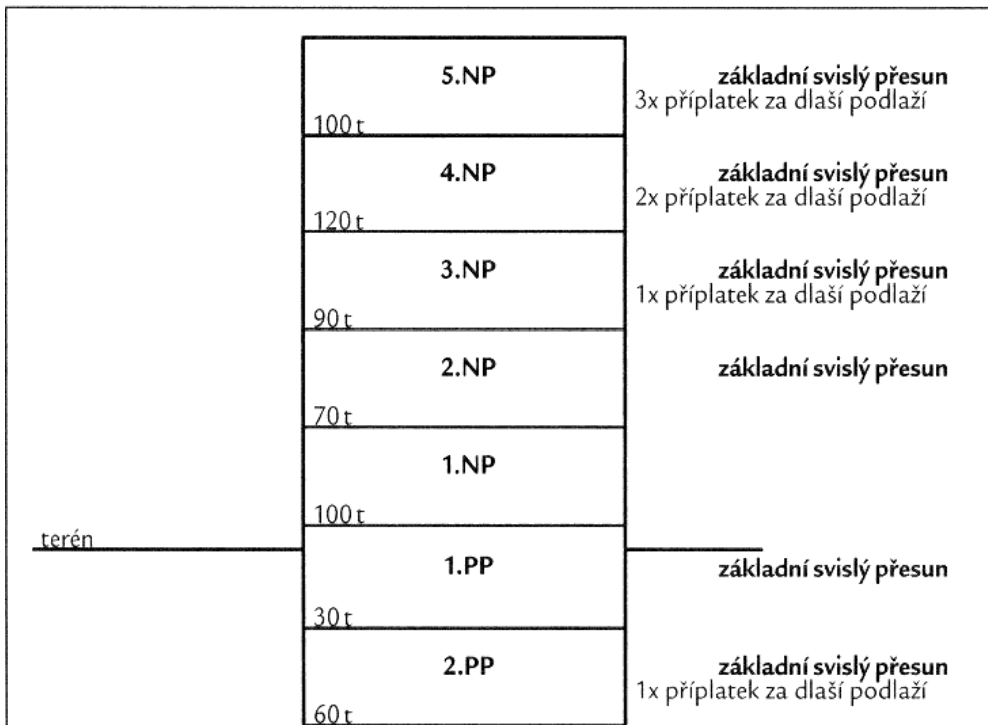 5.NP základní svislý přesun
3x příplatek za dlaší podlaží
100 t
4.NP základní svislý přesun
2x příplatek za dlaší podlaží
120 t
3.NP základní svislý přesun
1x příplatek za dlaší podlaží
90 t
2.NP základní svislý přesun
70 t
1.NP
100 t
terén
1.PP základní svislý přesun
30 t
2.PP základní svislý přesun
1x příplatek za dlaší podlaží
60 t